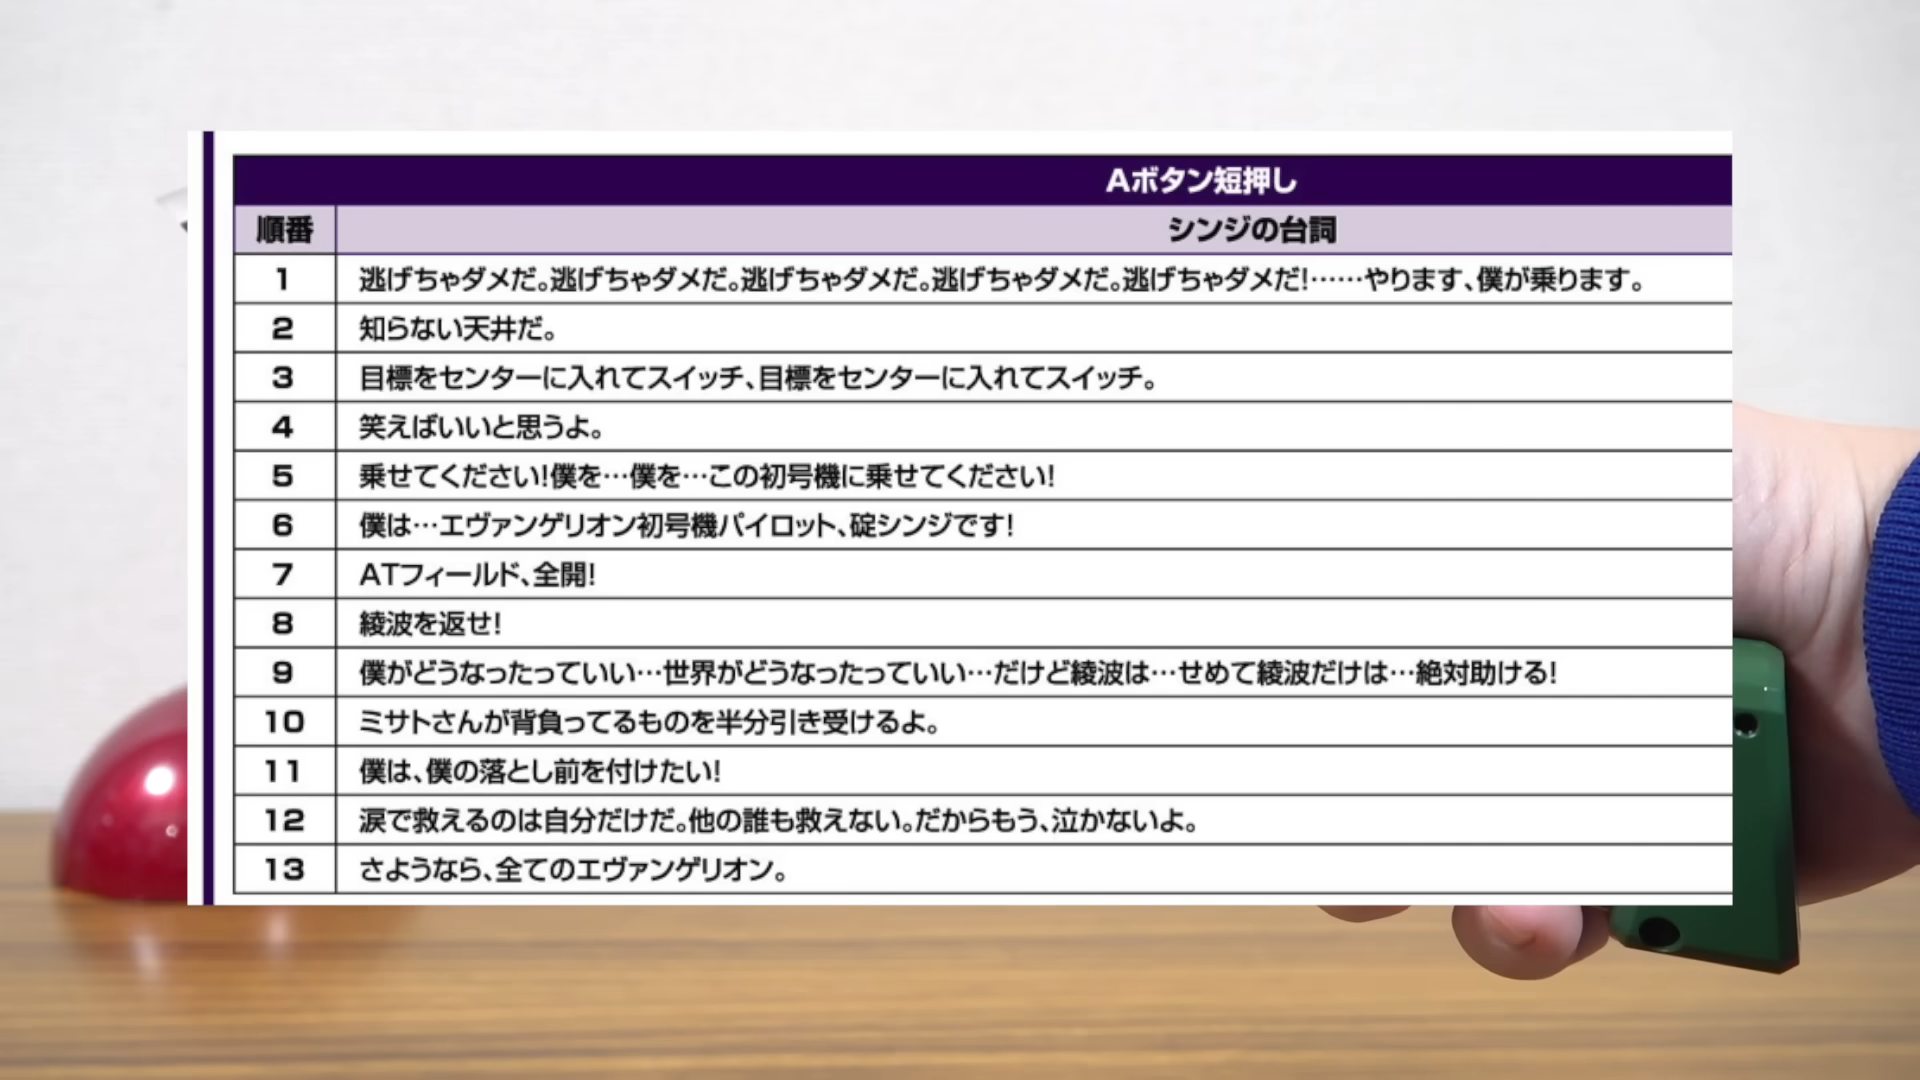 Aボタン短押し
順番 シンジの台詞
1 逃げちゃダメだ。逃げちゃダメだ。逃げちゃダメだ。逃げちゃダメだ。逃げちゃダメだ!……やります、僕が乗ります。
2 知らない天井だ。
3 目標をセンターに入れてスイッチ、目標をセンターに入れてスイッチ。
4 笑えばいいと思うよ。
5 乗せてください!僕を…僕を…この初号機に乗せてください!
6 僕は…エヴァンゲリオン初号機パイロット、碇シンジです!
7 ATフィールド、全開!
8 綾波を返せ!
9 僕がどうなったっていい…世界がどうなったっていい…だけど綾波は…せめて綾波だけは…絶対助ける!
10 ミサトさんが背負ってるものを半分引き受けるよ。
11 僕は、僕の落とし前を付けたい!
12 涙で救えるのは自分だけだ。他の誰も救えない。だからもう、泣かないよ。
13 さようなら、全てのエヴァンゲリオン。